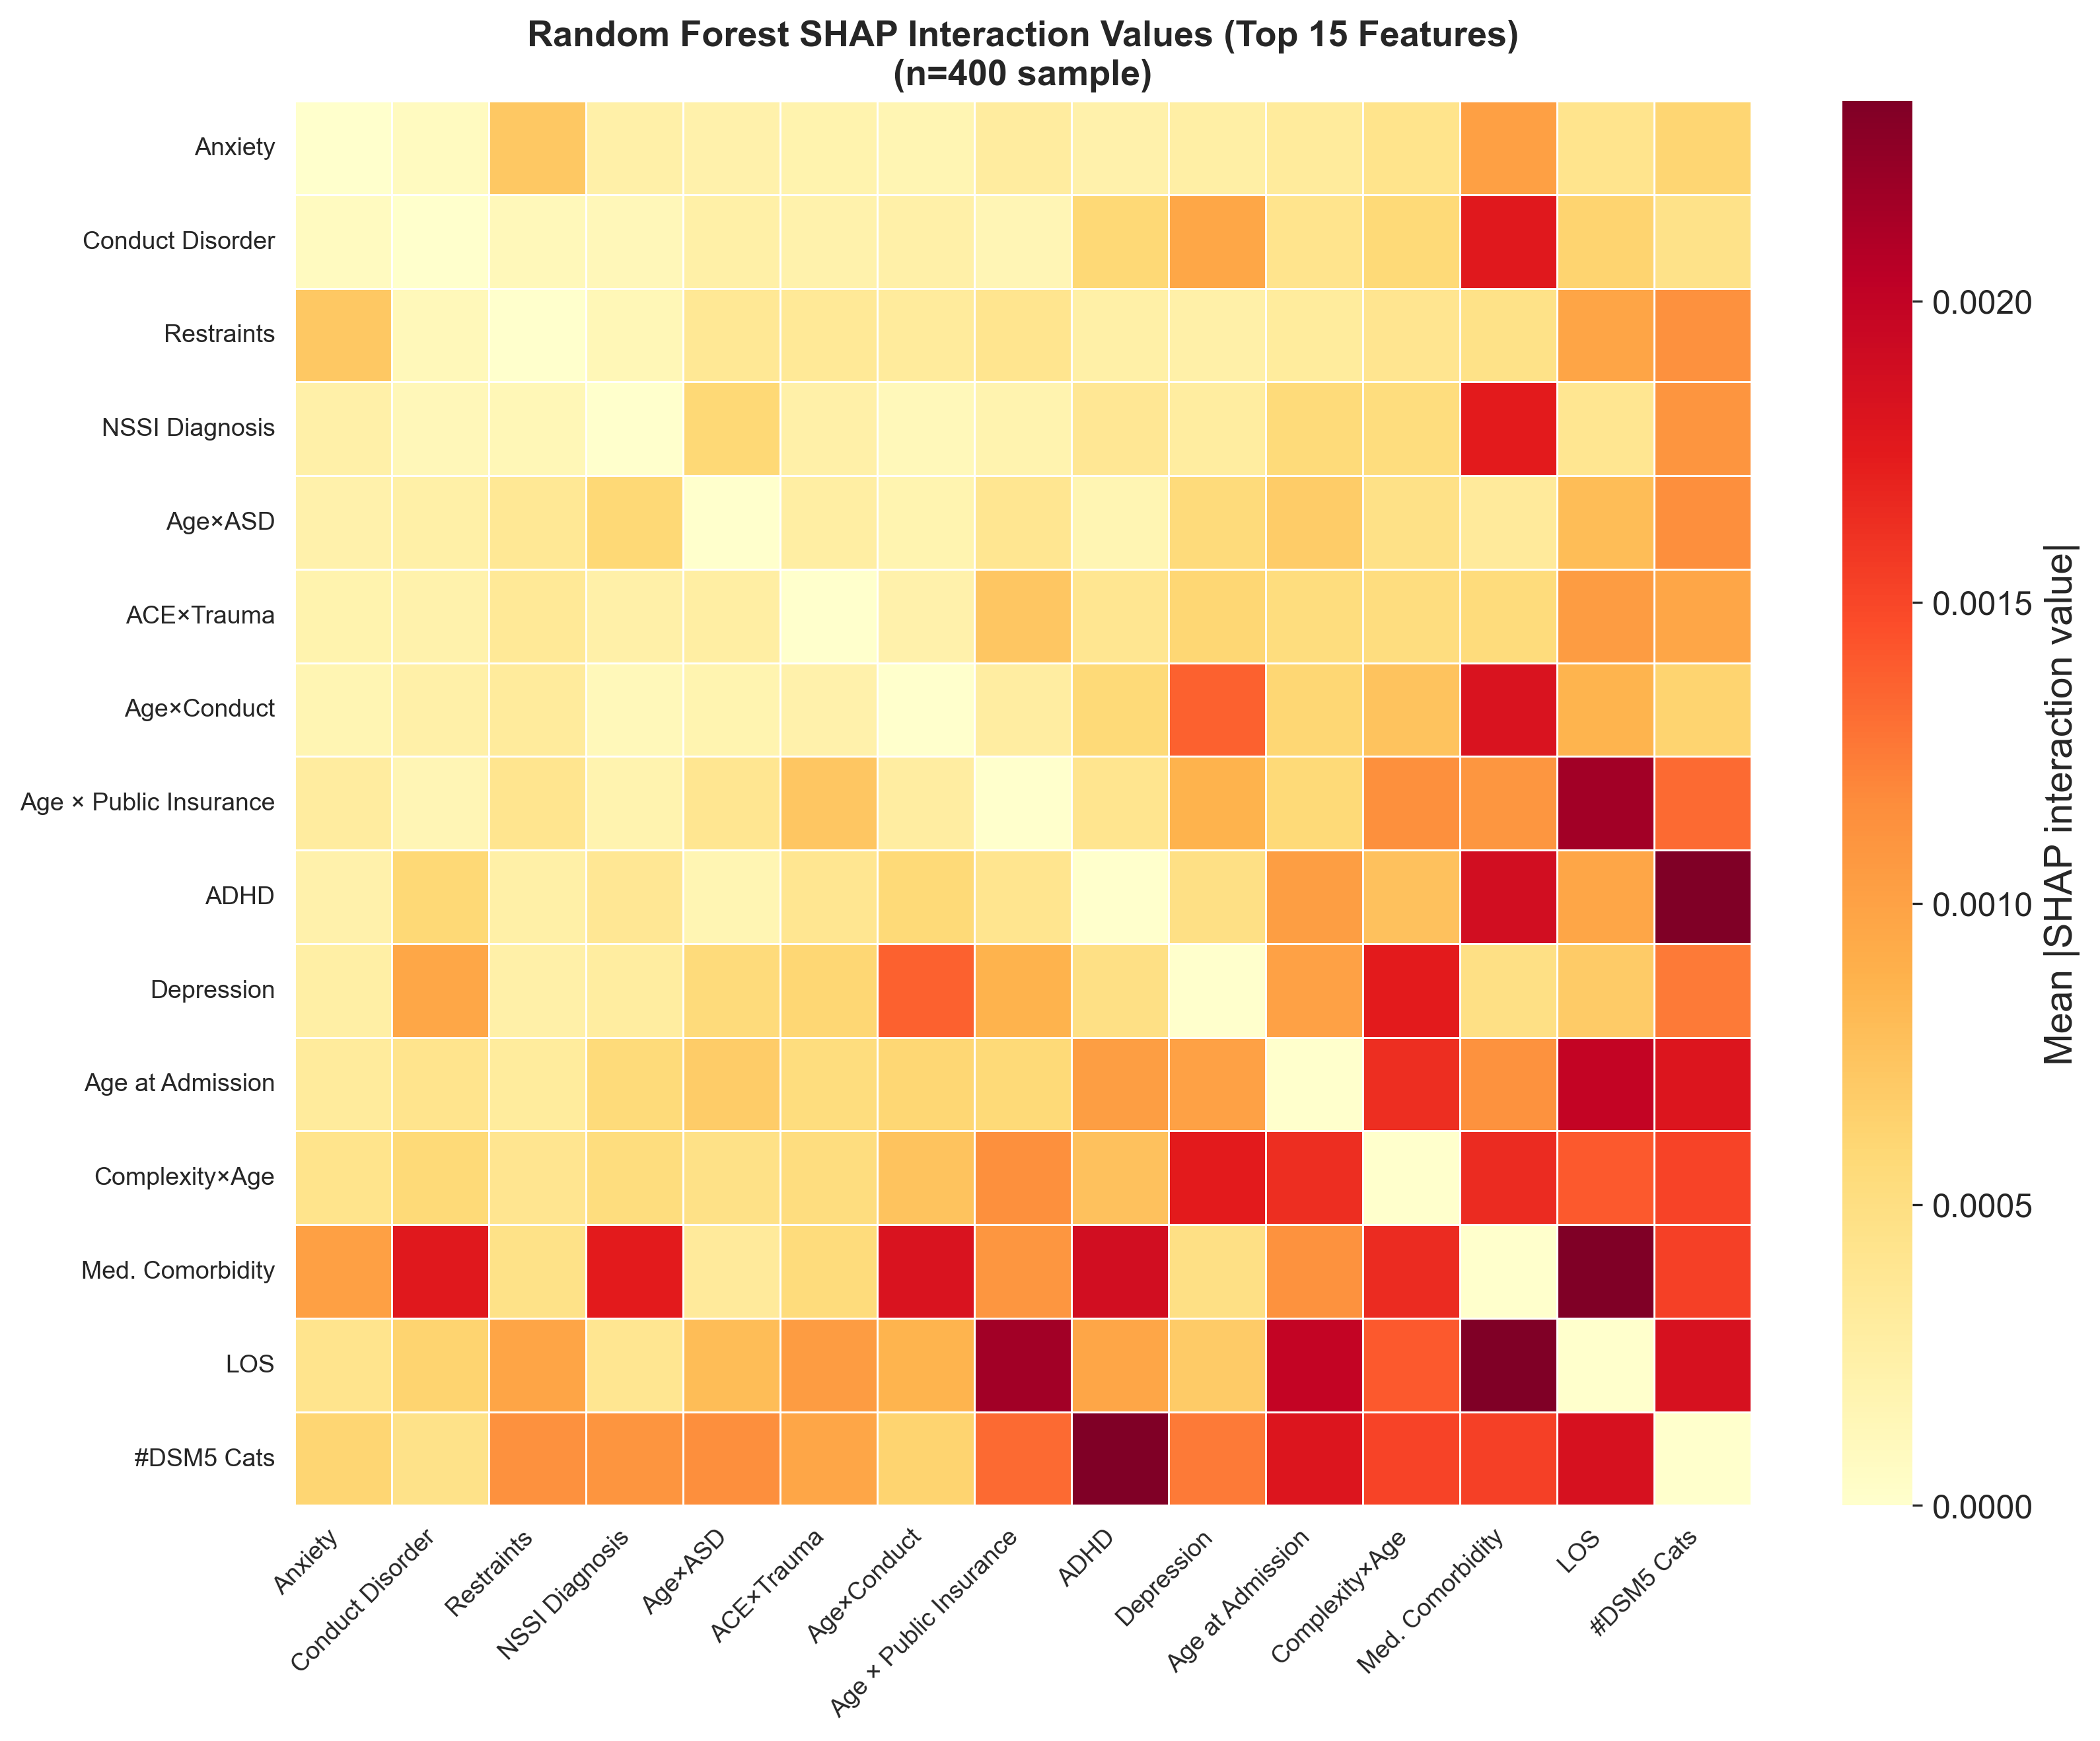 Random Forest SHAP Interaction Values (Top 15 Features)
(n=400 sample)
Anxiety
Conduct Disorder
Restraints
NSSI Diagnosis
Age×ASD
ACE×Trauma
Age×Conduct
Age × Public Insurance
ADHD
Depression
Age at Admission
Complexity×Age
Med. Comorbidity
LOS
#DSM5 Cats
Anxiety
Conduct Disorder
Restraints
NSSI Diagnosis
Age×ASD
ACE×Trauma
Age×Conduct
Age × Public Insurance
ADHD
Depression
Age at Admission
Complexity×Age
Med. Comorbidity
LOS
#DSM5 Cats
0.0020
0.0015
0.0010
0.0005
0.0000
Mean |SHAP interaction value|